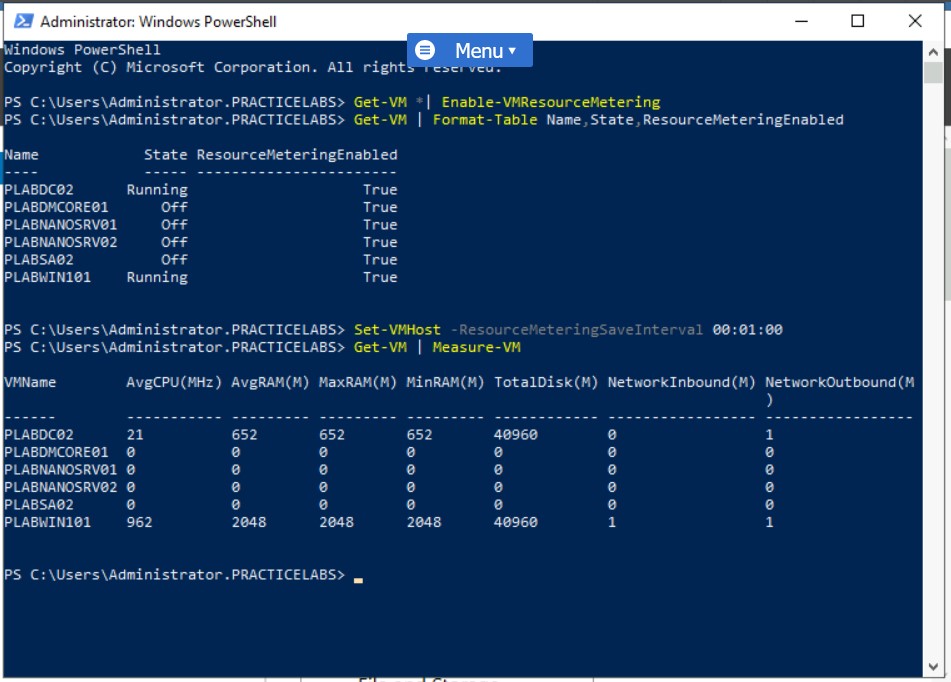 Administrator: Windows PowerShell
Windows PowerShell
Menu
Copyright (C) Microsoft Corporation. All rights reserved.
PS C:\Users\Administrator.PRACTICELABS> Get-VM *| Enable-VMResourceMetering
PS C:\Users\Administrator.PRACTICELABS> Get-VM | Format-Table Name,State,ResourceMeteringEnabled
Name State ResourceMeteringEnabled
---- ----- -----------------------
PLABDC02 Running True
PLABDMCORE01 Off True
PLABNANOSRV01 Off True
PLABNANOSRV02 Off True
PLABSA02 Off True
PLABWIN101 Running True
PS C:\Users\Administrator.PRACTICELABS> Set-VMHost -ResourceMeteringSaveInterval 00:01:00
PS C:\Users\Administrator.PRACTICELABS> Get-VM | Measure-VM
VMName AvgCPU(MHz) AvgRAM(M) MaxRAM(M) MinRAM(M) TotalDisk(M) NetworkInbound(M) NetworkOutbound(M
)
------ ----------- --------- --------- --------- ------------ ----------------- -----------------
PLABDC02 21 652 652 652 40960 0 1
PLABDMCORE01 0 0 0 0 0 0 0
PLABNANOSRV01 0 0 0 0 0 0 0
PLABNANOSRV02 0 0 0 0 0 0 0
PLABSA02 0 0 0 0 0 0 0
PLABWIN101 962 2048 2048 2048 40960 1 1
PS C:\Users\Administrator.PRACTICELABS>
File and Storage